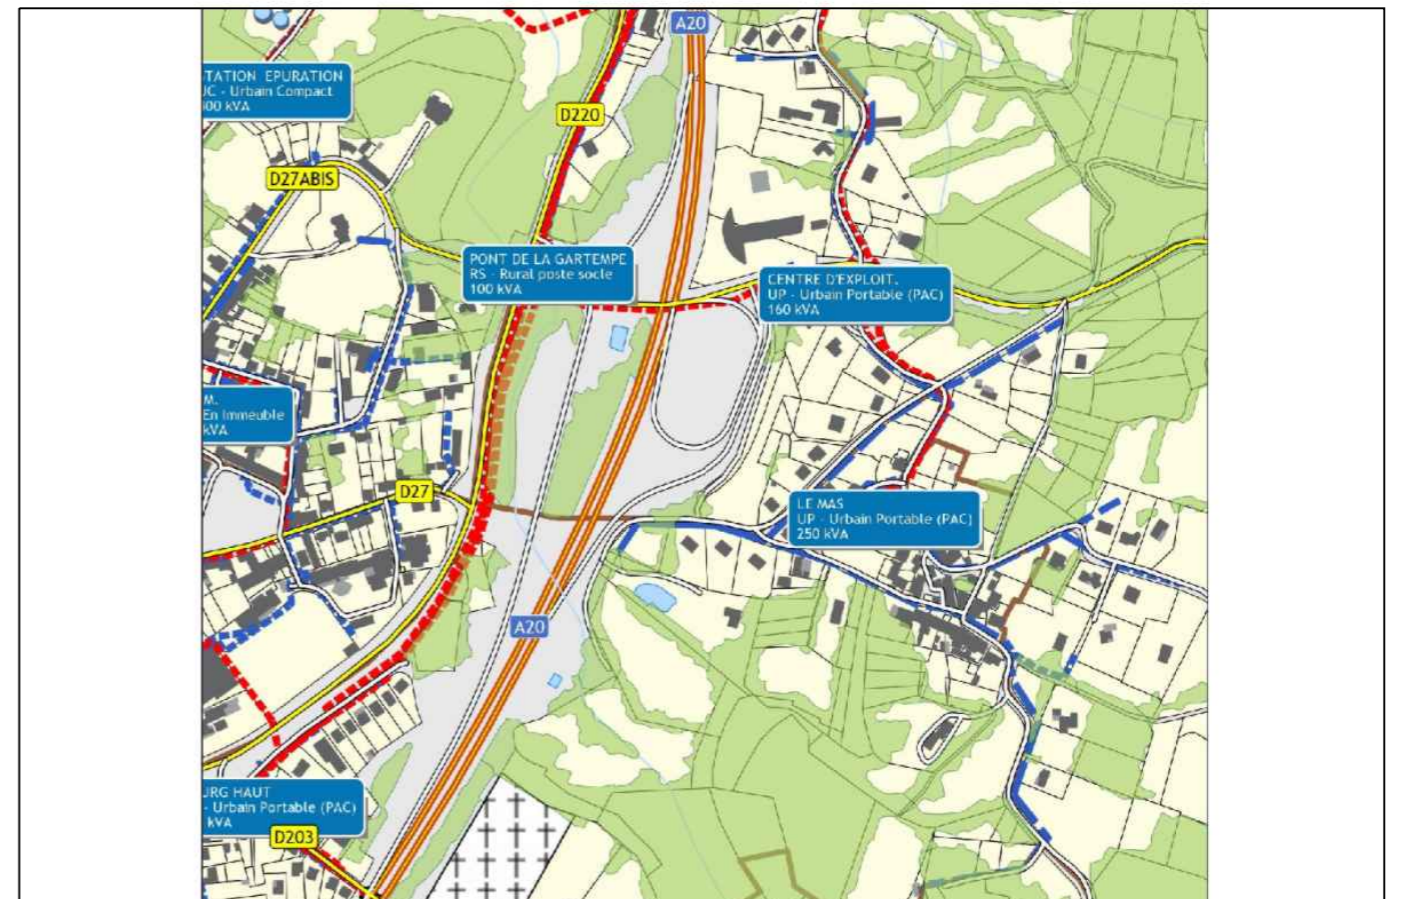 A20
TATION EPURATION
UC - Urbain Compact
00 kVA
D220
D27ABIS
PONT DE LA GARTEMPE
RS - Rural poste socle
100 kVA
CENTRE D'EXPLOIT.
UP - Urbain Portable (PAC)
160 kVA
M.
En Immeuble
kVA
D27
LE MAS
UP - Urbain Portable (PAC)
250 kVA
A20
URG HAUT
- Urbain Portable (PAC)
kVA
D203